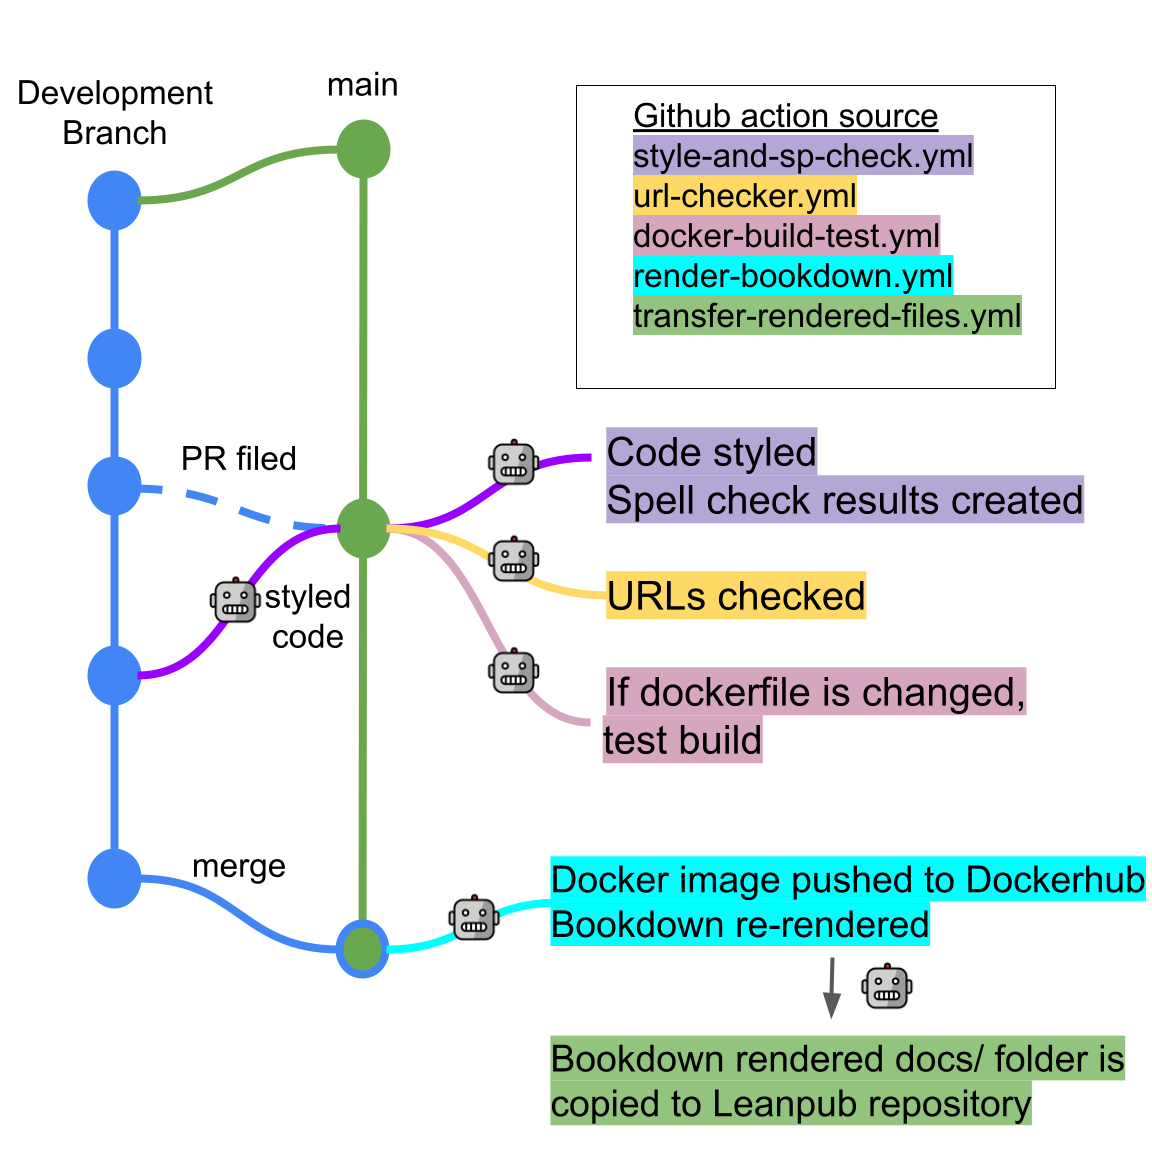 Development
Branch
main
Github action source
style-and-sp-check.yml
url-checker.yml
docker-build-test.yml
render-bookdown.yml
transfer-rendered-files.yml
PR filed
Code styled
Spell check results created
styled
code
URLs checked
If dockerfile is changed,
test build
merge
Docker image pushed to Dockerhub
Bookdown re-rendered
Bookdown rendered docs/ folder is
copied to Leanpub repository